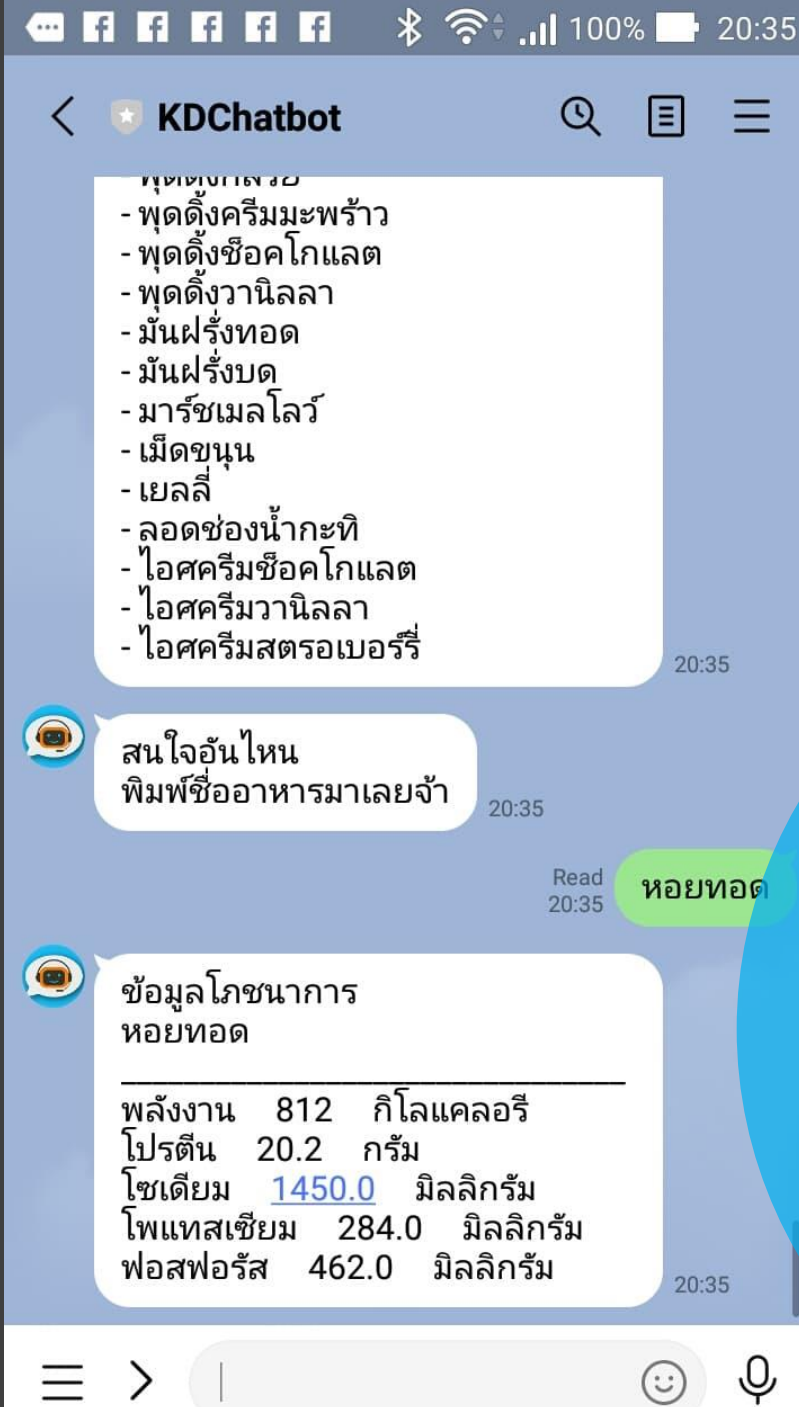 100% 20:35
KDChatbot
- พุดดิ้งครีมมะพร้าว
- พุดดิ้งช็อคโกแลต
- พุดดิ้งวานิลลา
- มันฝรั่งทอด
- มันฝรั่งบด
- มาร์ชเมลโลว์
- เม็ดขนุน
- เยลลี่
- ลอดช่องน้ำกะทิ
- ไอศครีมช็อคโกแลต
- ไอศครีมวานิลลา
- ไอศครีมสตรอเบอร์รี่
20:35
สนใจอันไหน
พิมพ์ชื่ออาหารมาเลยจ้า
20:35
Read
20:35
หอยทอด
ข้อมูลโภชนาการ
หอยทอด
พลังงาน 812 กิโลแคลอรี
โปรตีน 20.2 กรัม
โซเดียม 1450.0 มิลลิกรัม
โพแทสเซียม 284.0 มิลลิกรัม
ฟอสฟอรัส 462.0 มิลลิกรัม
20:35